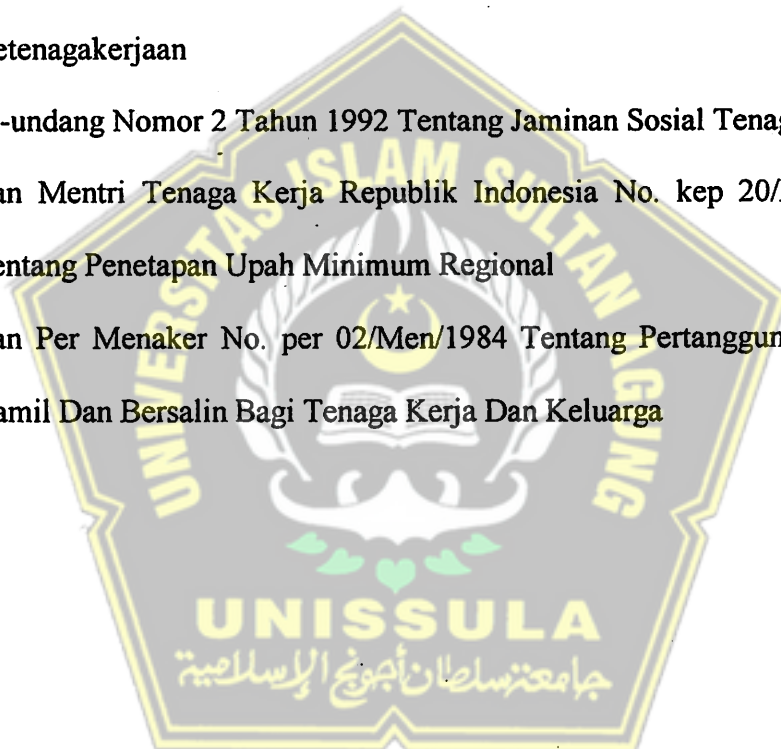 etenagakerjaan
-undang Nomor 2 Tahun 1992 Tentang Jaminan Sosial Tenag
an Mentri Tenaga Kerja Republik Indonesia No. kep 20/
entang Penetapan Upah Minimum Regional
an Per Menaker No. per 02/Men/1984 Tentang Pertanggun
amil Dan Bersalin Bagi Tenaga Kerja Dan Keluarga
UNIVERSITAS ISLAM SULTAN AGUNG
UNISSULA
جامعتنسلطان أجونج الإسلامية